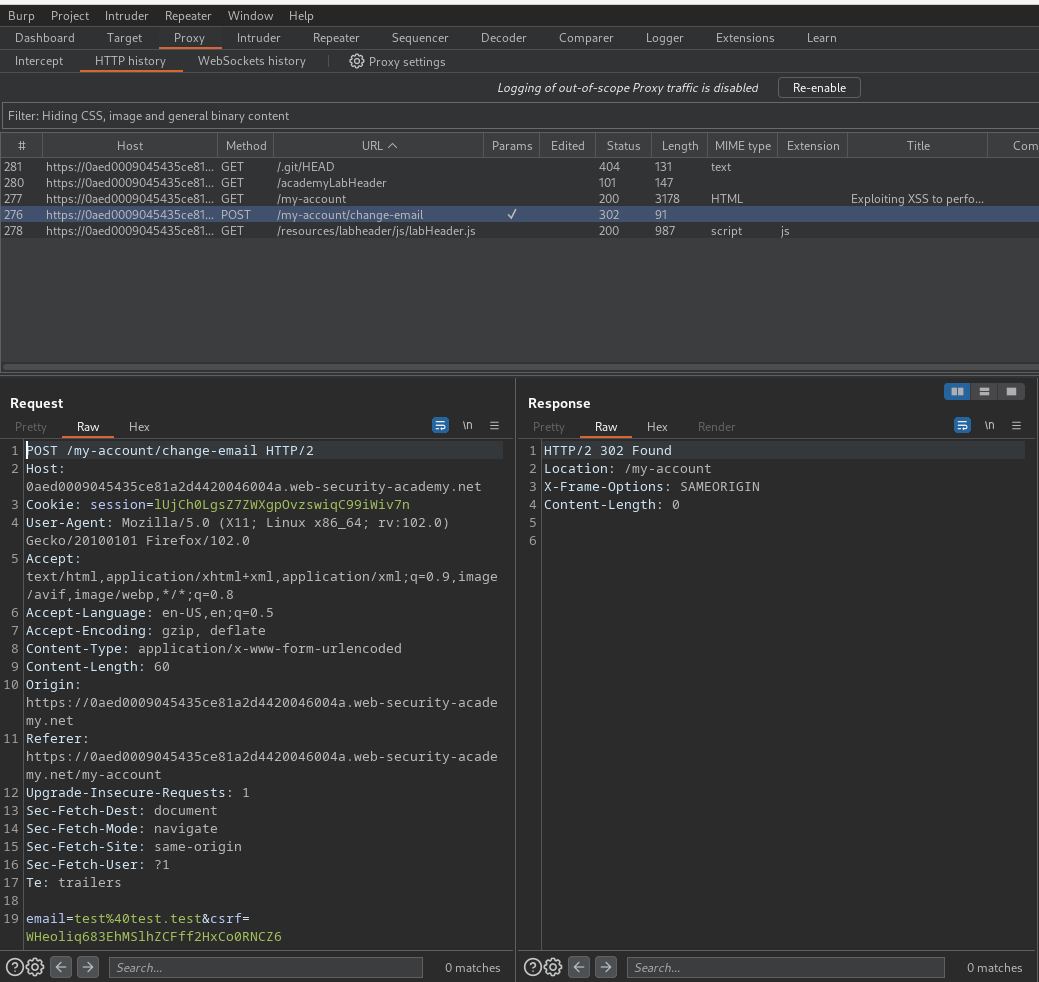 Burp Project Intruder Repeater Window Help
Dashboard Target Proxy Intruder Repeater Sequencer Decoder Comparer Logger Extensions Learn
Intercept HTTP history WebSockets history Proxy settings
Logging of out-of-scope Proxy traffic is disabled Re-enable
Filter: Hiding CSS, image and general binary content
# Host Method URL Params Edited Status Length MIME type Extension Title Com
281 https://0aed0009045435ce81... GET /.git/HEAD 404 131 text
280 https://0aed0009045435ce81... GET /academyLabHeader 101 147
277 https://0aed0009045435ce81... GET /my-account 200 3178 HTML Exploiting XSS to perfo...
276 https://0aed0009045435ce81... POST /my-account/change-email ✓ 302 91
278 https://0aed0009045435ce81... GET /resources/labheader/js/labHeader.js 200 987 script js
Request
Pretty Raw Hex \n
1 POST /my-account/change-email HTTP/2
2 Host:
0aed0009045435ce81a2d4420046004a.web-security-academy.net
3 Cookie: session=lUjCh0LgsZ7ZWXgpOvzswiqC99iWiv7n
4 User-Agent: Mozilla/5.0 (X11; Linux x86_64; rv:102.0)
Gecko/20100101 Firefox/102.0
5 Accept:
text/html,application/xhtml+xml,application/xml;q=0.9,image
/avif,image/webp,*/*;q=0.8
6 Accept-Language: en-US,en;q=0.5
7 Accept-Encoding: gzip, deflate
8 Content-Type: application/x-www-form-urlencoded
9 Content-Length: 60
10 Origin:
https://0aed0009045435ce81a2d4420046004a.web-security-acade
my.net
11 Referer:
https://0aed0009045435ce81a2d4420046004a.web-security-acade
my.net/my-account
12 Upgrade-Insecure-Requests: 1
13 Sec-Fetch-Dest: document
14 Sec-Fetch-Mode: navigate
15 Sec-Fetch-Site: same-origin
16 Sec-Fetch-User: ?1
17 Te: trailers
18
19 email=test%40test.test&csrf=
WHeoliq683EhMSlhZCFff2HxCo0RNCZ6
Search... 0 matches
Response
Pretty Raw Hex Render \n
1 HTTP/2 302 Found
2 Location: /my-account
3 X-Frame-Options: SAMEORIGIN
4 Content-Length: 0
5
6
Search... 0 matches